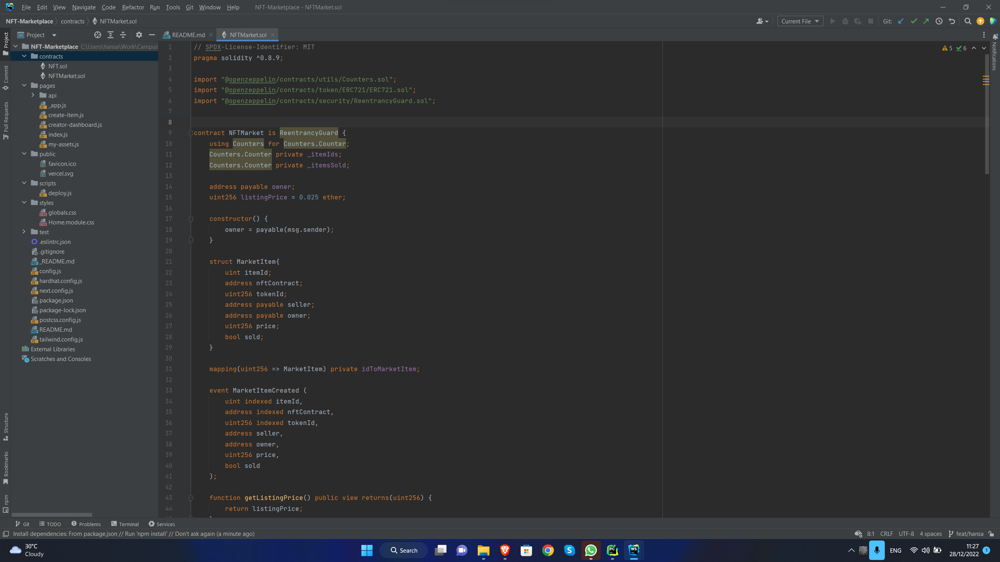 File Edit View Navigate Code Refactor Run Tools Git Window Help NFT-Marketplace - NFTMarket.sol
NFT-Marketplace contracts NFTMarket.sol
Current File
Git:
Project
README.md
NFTMarket.sol
NFT-Marketplace C:\Users\hansa\Work\Campus
contracts
NFT.sol
NFTMarket.sol
pages
api
_app.js
create-item.js
creator-dashboard.js
index.js
my-assets.js
public
favicon.ico
vercel.svg
scripts
deploy.js
styles
globals.css
Home.module.css
test
.eslintrc.json
.gitignore
_README.md
config.js
hardhat.config.js
next.config.js
package.json
package-lock.json
postcss.config.js
README.md
tailwind.config.js
External Libraries
Scratches and Consoles
Project
Commit
Pull Requests
Structure
Bookmarks
npm
Notifications
5 6
1 // SPDX-License-Identifier: MIT
2 pragma solidity ^0.8.9;
3
4 import "@openzeppelin/contracts/utils/Counters.sol";
5 import "@openzeppelin/contracts/token/ERC721/ERC721.sol";
6 import "@openzeppelin/contracts/security/ReentrancyGuard.sol";
7
8
9 contract NFTMarket is ReentrancyGuard {
10 using Counters for Counters.Counter;
11 Counters.Counter private _itemIds;
12 Counters.Counter private _itemsSold;
13
14 address payable owner;
15 uint256 listingPrice = 0.025 ether;
16
17 constructor() {
18 owner = payable(msg.sender);
19 }
20
21 struct MarketItem{
22 uint itemId;
23 address nftContract;
24 uint256 tokenId;
25 address payable seller;
26 address payable owner;
27 uint256 price;
28 bool sold;
29 }
30
31 mapping(uint256 => MarketItem) private idToMarketItem;
32
33 event MarketItemCreated (
34 uint indexed itemId,
35 address indexed nftContract,
36 uint256 indexed tokenId,
37 address seller,
38 address owner,
39 uint256 price,
40 bool sold
41 );
42
43 function getListingPrice() public view returns(uint256) {
44 return listingPrice;
Git TODO Problems Terminal Services
Install dependencies: From package.json // Run 'npm install' // Don't ask again (a minute ago)
8:1 CRLF UTF-8 4 spaces feat/hansa
30°C
Cloudy
Search
ENG
11:27
28/12/2022
1